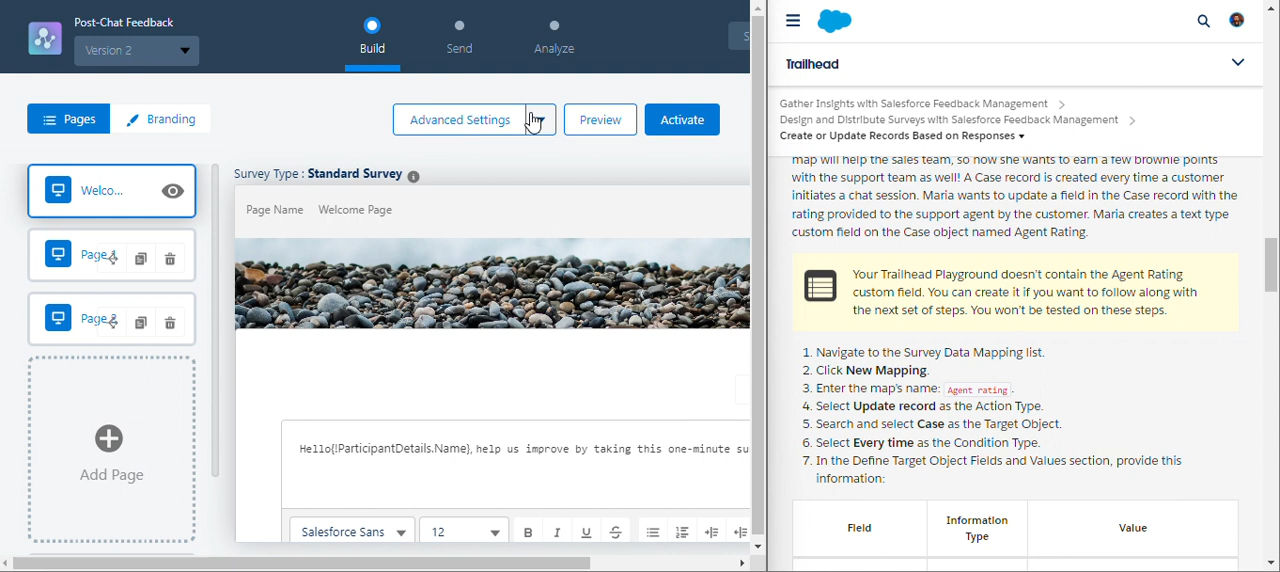 Post-Chat Feedback
Version 2
Build
Send
Analyze
S
Pages
Branding
Advanced Settings
Preview
Activate
Welco...
Page 1
Page 2
Add Page
Survey Type : Standard Survey
Page Name Welcome Page
Hello{!ParticipantDetails.Name}, help us improve by taking this one-minute su
Salesforce Sans
12
B I U S
Trailhead
Gather Insights with Salesforce Feedback Management
Design and Distribute Surveys with Salesforce Feedback Management
Create or Update Records Based on Responses
map will help the sales team, so now she wants to earn a few brownie points
with the support team as well! A Case record is created every time a customer
initiates a chat session. Maria wants to update a field in the Case record with the
rating provided to the support agent by the customer. Maria creates a text type
custom field on the Case object named Agent Rating.
Your Trailhead Playground doesn't contain the Agent Rating
custom field. You can create it if you want to follow along with
the next set of steps. You won't be tested on these steps.
1. Navigate to the Survey Data Mapping list.
2. Click New Mapping.
3. Enter the map's name: Agent rating.
4. Select Update record as the Action Type.
5. Search and select Case as the Target Object.
6. Select Every time as the Condition Type.
7. In the Define Target Object Fields and Values section, provide this
information:
Field
Information
Type
Value